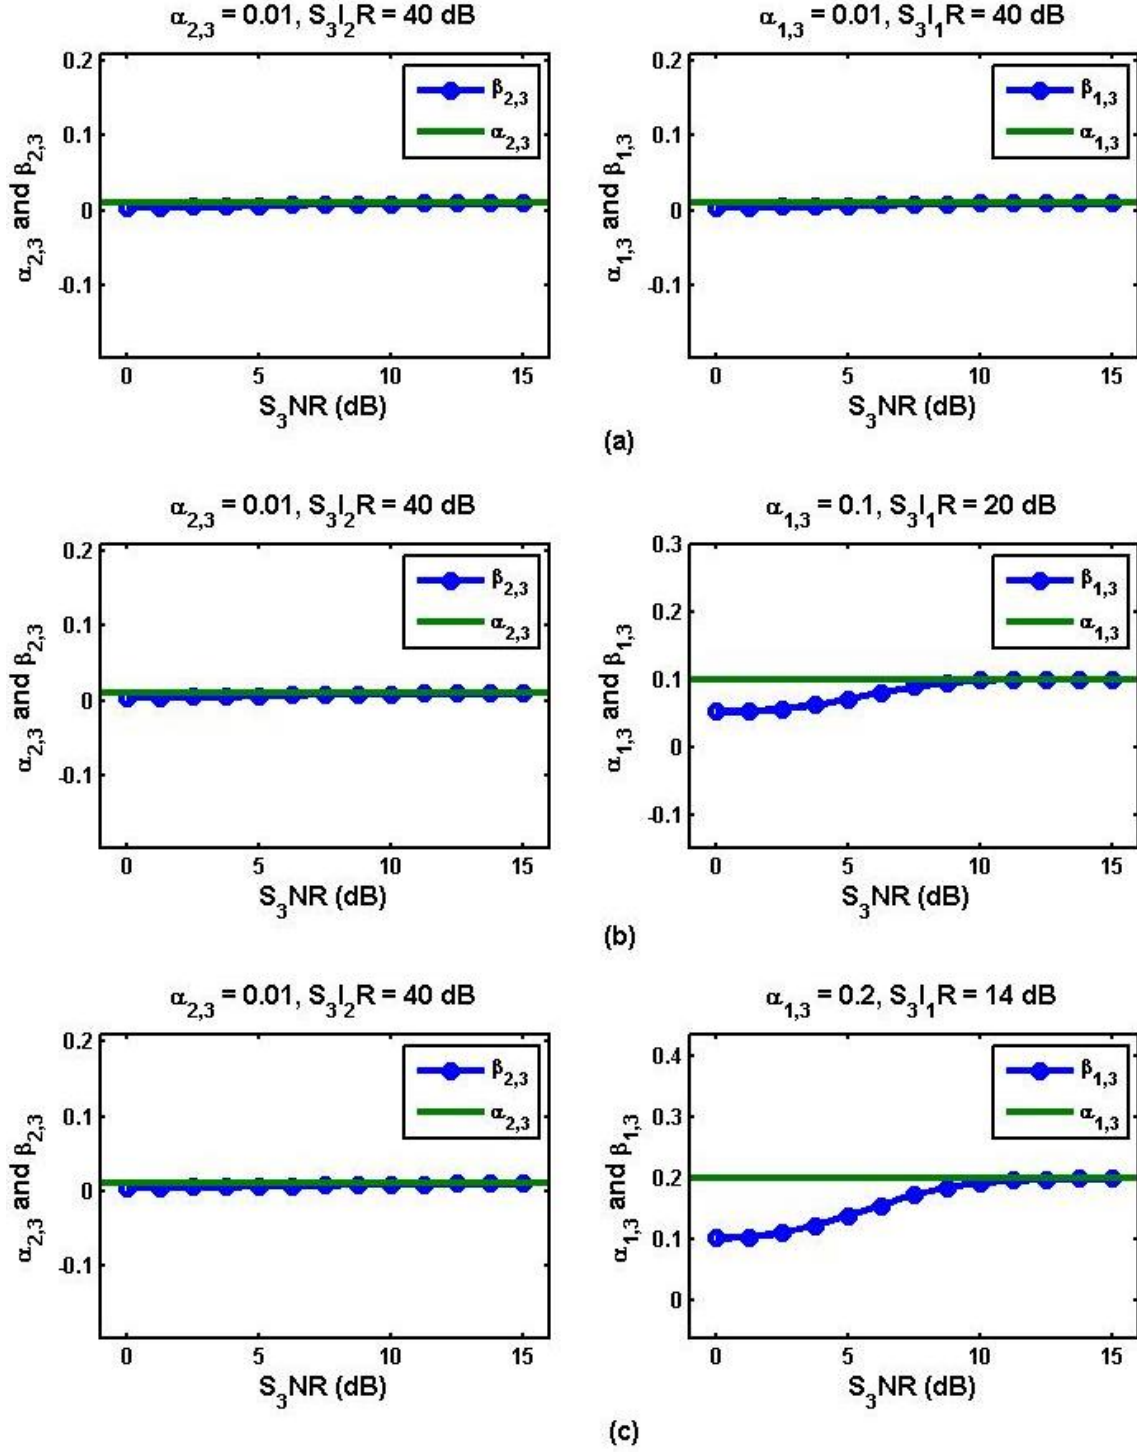 α2,3 = 0.01, S3I2R = 40 dB
0.2
0.1
0
-0.1
α2,3 and β2,3
β2,3
α2,3
0 5 10 15
S3NR (dB)
α1,3 = 0.01, S3I1R = 40 dB
0.2
0.1
0
-0.1
α1,3 and β1,3
β1,3
α1,3
0 5 10 15
S3NR (dB)
(a)
α2,3 = 0.01, S3I2R = 40 dB
0.2
0.1
0
-0.1
α2,3 and β2,3
β2,3
α2,3
0 5 10 15
S3NR (dB)
α1,3 = 0.1, S3I1R = 20 dB
0.3
0.2
0.1
0
-0.1
α1,3 and β1,3
β1,3
α1,3
0 5 10 15
S3NR (dB)
(b)
α2,3 = 0.01, S3I2R = 40 dB
0.2
0.1
0
-0.1
α2,3 and β2,3
β2,3
α2,3
0 5 10 15
S3NR (dB)
α1,3 = 0.2, S3I1R = 14 dB
0.4
0.3
0.2
0.1
0
α1,3 and β1,3
β1,3
α1,3
0 5 10 15
S3NR (dB)
(c)